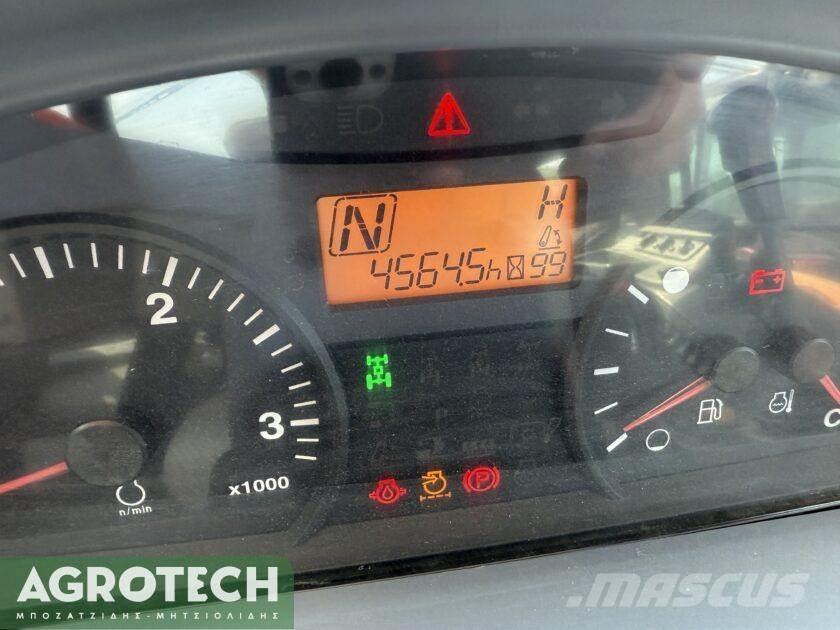 N
H
4564.5h 99
2
3
x1000
n/min
C
AGROTECH
ΜΠΟΖΑΤΖΙΔΗΣ-ΜΗΤΣΙΟΛΙΔΗΣ
MASCUS